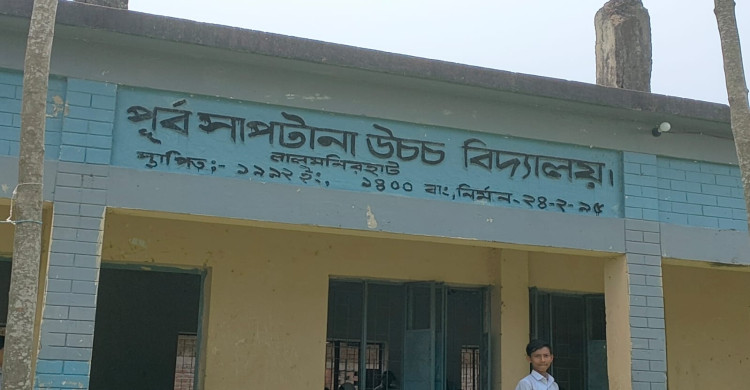 পূর্ব সাপটানা উচ্চ বিদ্যালয়।
লালমনিরহাট
স্থাপিত;- ১৯৯২ ইং, ১৪০০ বাং, নির্মান- ২৪-২-৯৫